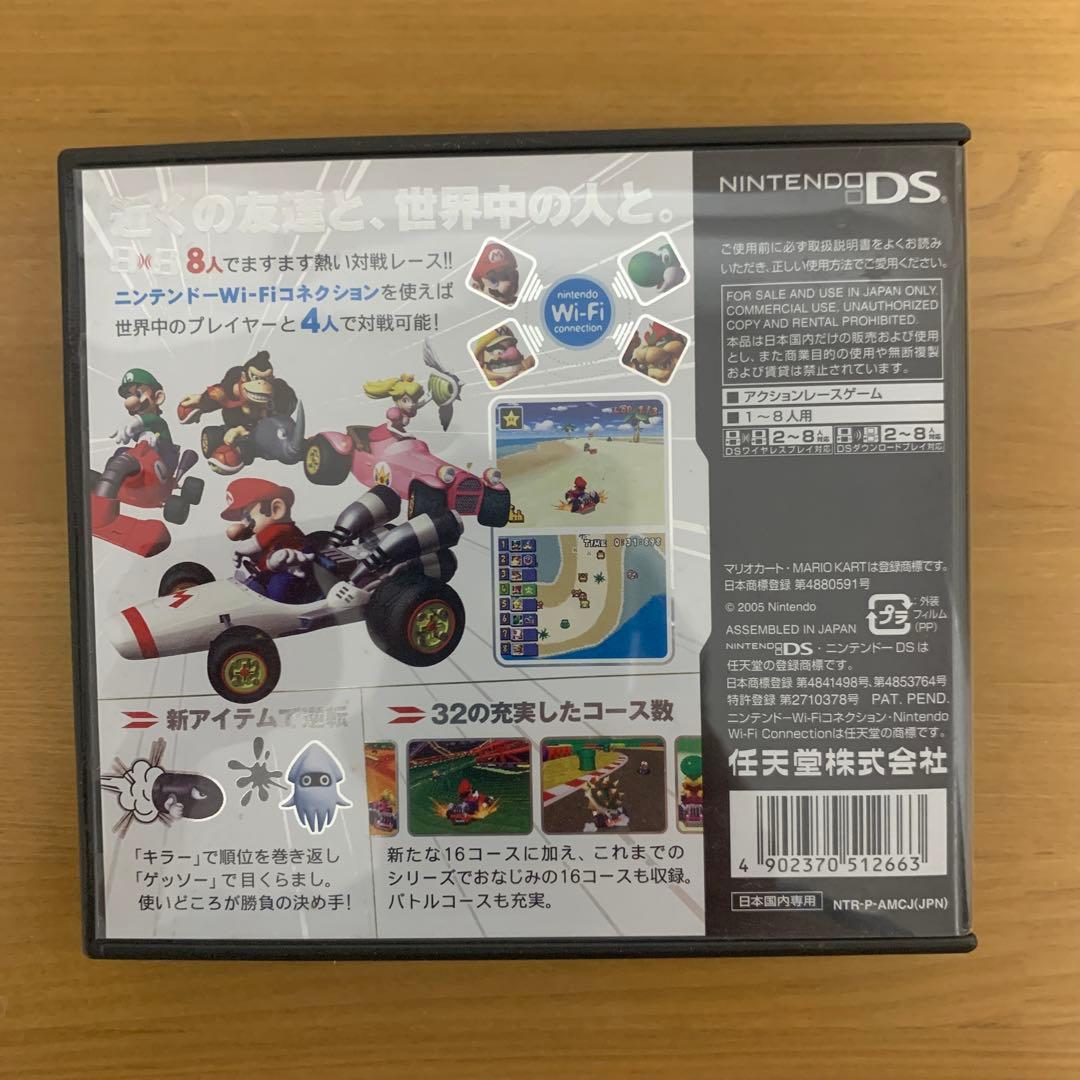 近くの友達と、世界中の人と。
8人でますます熱い対戦レース!!
ニンテンドーWi-Fiコネクションを使えば
世界中のプレイヤーと4人で対戦可能!
nintendo
Wi-Fi
connection
LAP 1/3
TIME 0:31:893
1
2
3
4
5
6
7
8
新アイテムで逆転
「キラー」で順位を巻き返し
「ゲッソー」で目くらまし。
使いどころが勝負の決め手!
32の充実したコース数
新たな16コースに加え、これまでの
シリーズでおなじみの16コースも収録。
バトルコースも充実。
NINTENDO DS
ご使用前に必ず取扱説明書をよくお読み
いただき、正しい使用方法でご愛用ください。
FOR SALE AND USE IN JAPAN ONLY.
COMMERCIAL USE, UNAUTHORIZED
COPY AND RENTAL PROHIBITED.
本品は日本国内だけの販売および使用
とし、また商業目的の使用や無断複製
および賃貸は禁止されています。
アクションレースゲーム
1〜8人用
2〜8人対応
DSワイヤレスプレイ対応
2〜8人対応
DSダウンロードプレイ対応
マリオカート・MARIO KARTは登録商標です。
日本商標登録 第4880591号
© 2005 Nintendo
ASSEMBLED IN JAPAN
プラ
:外装
フィルム
(PP)
NINTENDO DS・ニンテンドーDSは
任天堂の登録商標です。
日本商標登録 第4841498号、第4853764号
特許登録 第2710378号 PAT. PEND.
ニンテンドーWi-Fiコネクション・Nintendo
Wi-Fi Connectionは任天堂の商標です。
任天堂株式会社
4 902370 512663
日本国内専用
NTR-P-AMCJ(JPN)